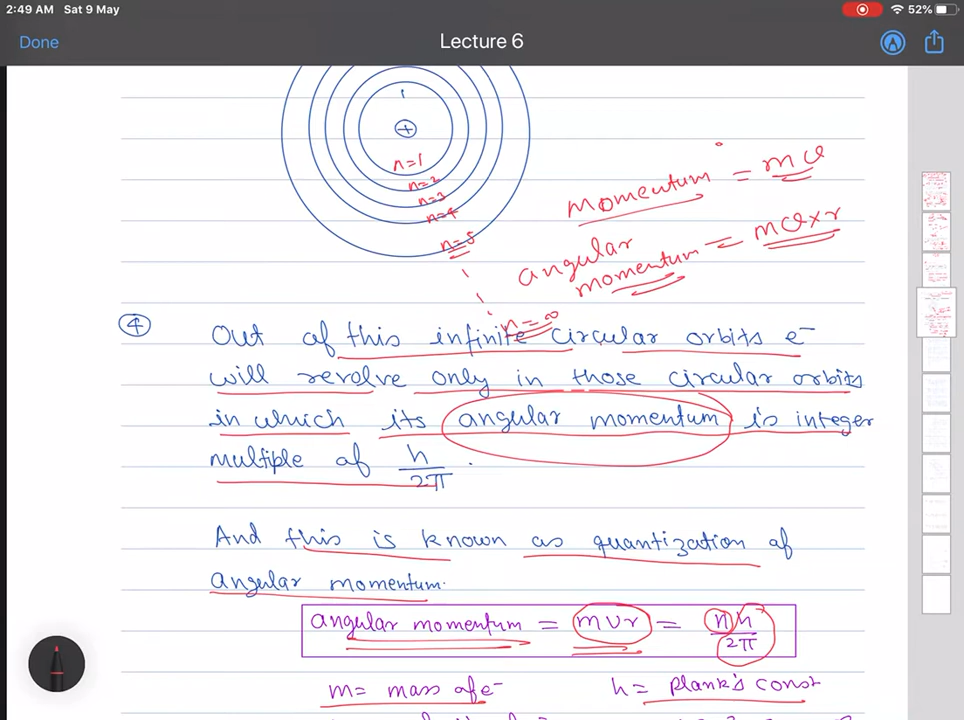 2:49 AM Sat 9 May 52%
Done Lecture 6
+
n=1
n=2
n=3
n=4
n=5
n=∞
momentum = mv
angular momentum = mv×r
④ Out of this infinite circular orbits e⁻
will revolve only in those circular orbits
in which its angular momentum is integer
multiple of h/2π.
And this is known as quantization of
angular momentum.
angular momentum = mvr = nh/2π
m= mass of e⁻ h= plank's const